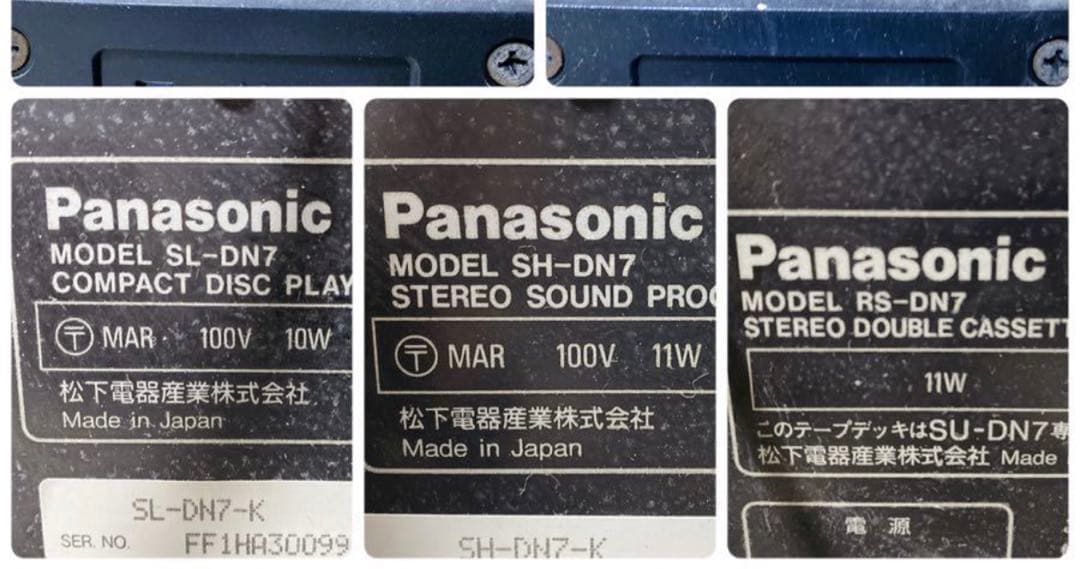 Panasonic
MODEL SL-DN7
COMPACT DISC PLAY
〒 MAR 100V 10W
松下電器産業株式会社
Made in Japan
SL-DN7-K
SER. NO. FF1HA30099
Panasonic
MODEL SH-DN7
STEREO SOUND PROC
〒 MAR 100V 11W
松下電器産業株式会社
Made in Japan
SH-DN7-K
Panasonic
MODEL RS-DN7
STEREO DOUBLE CASSETT
11W
このテープデッキはSU-DN7専
松下電器産業株式会社 Made
電源